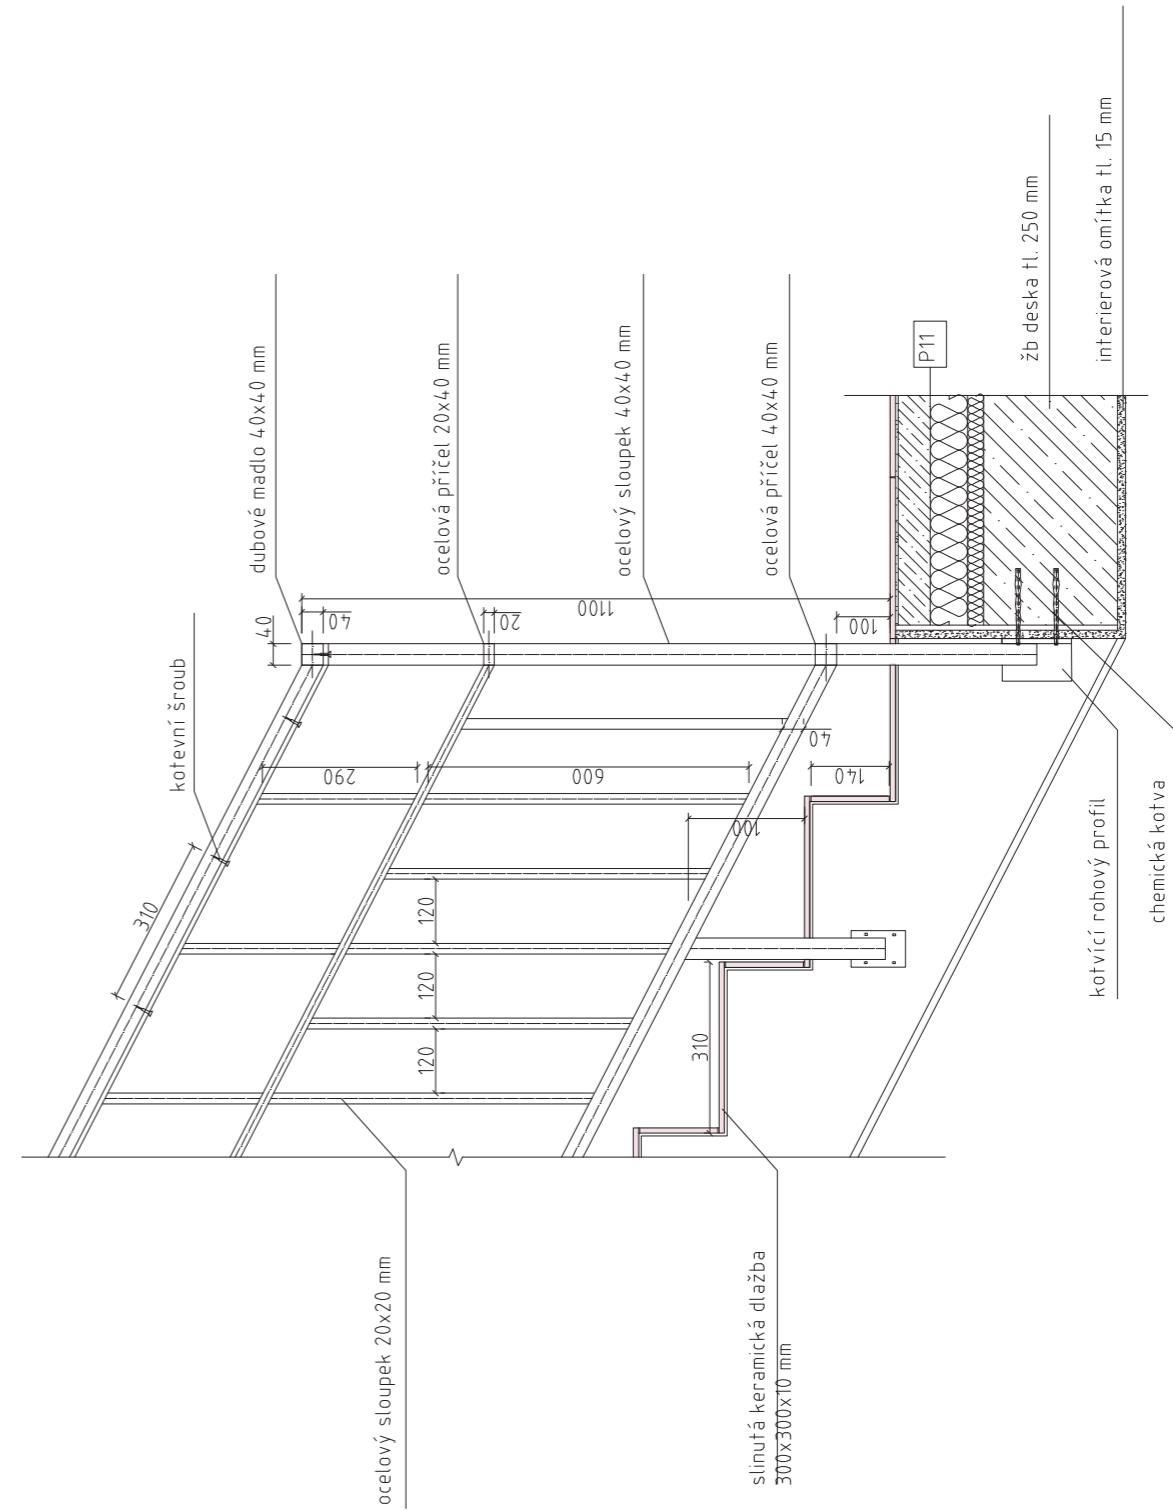 kotevní šroub
dubové madlo 40x40 mm
ocelová příčel 20x40 mm
ocelový sloupek 40x40 mm
ocelová příčel 40x40 mm
P11
žb deska tl. 250 mm
interierová omítka tl. 15 mm
40
40
20
1100
100
310
290
600
40
140
100
120
120
120
310
kotvící rohový profil
chemická kotva
ocelový sloupek 20x20 mm
slinutá keramická dlažba
300x300x10 mm